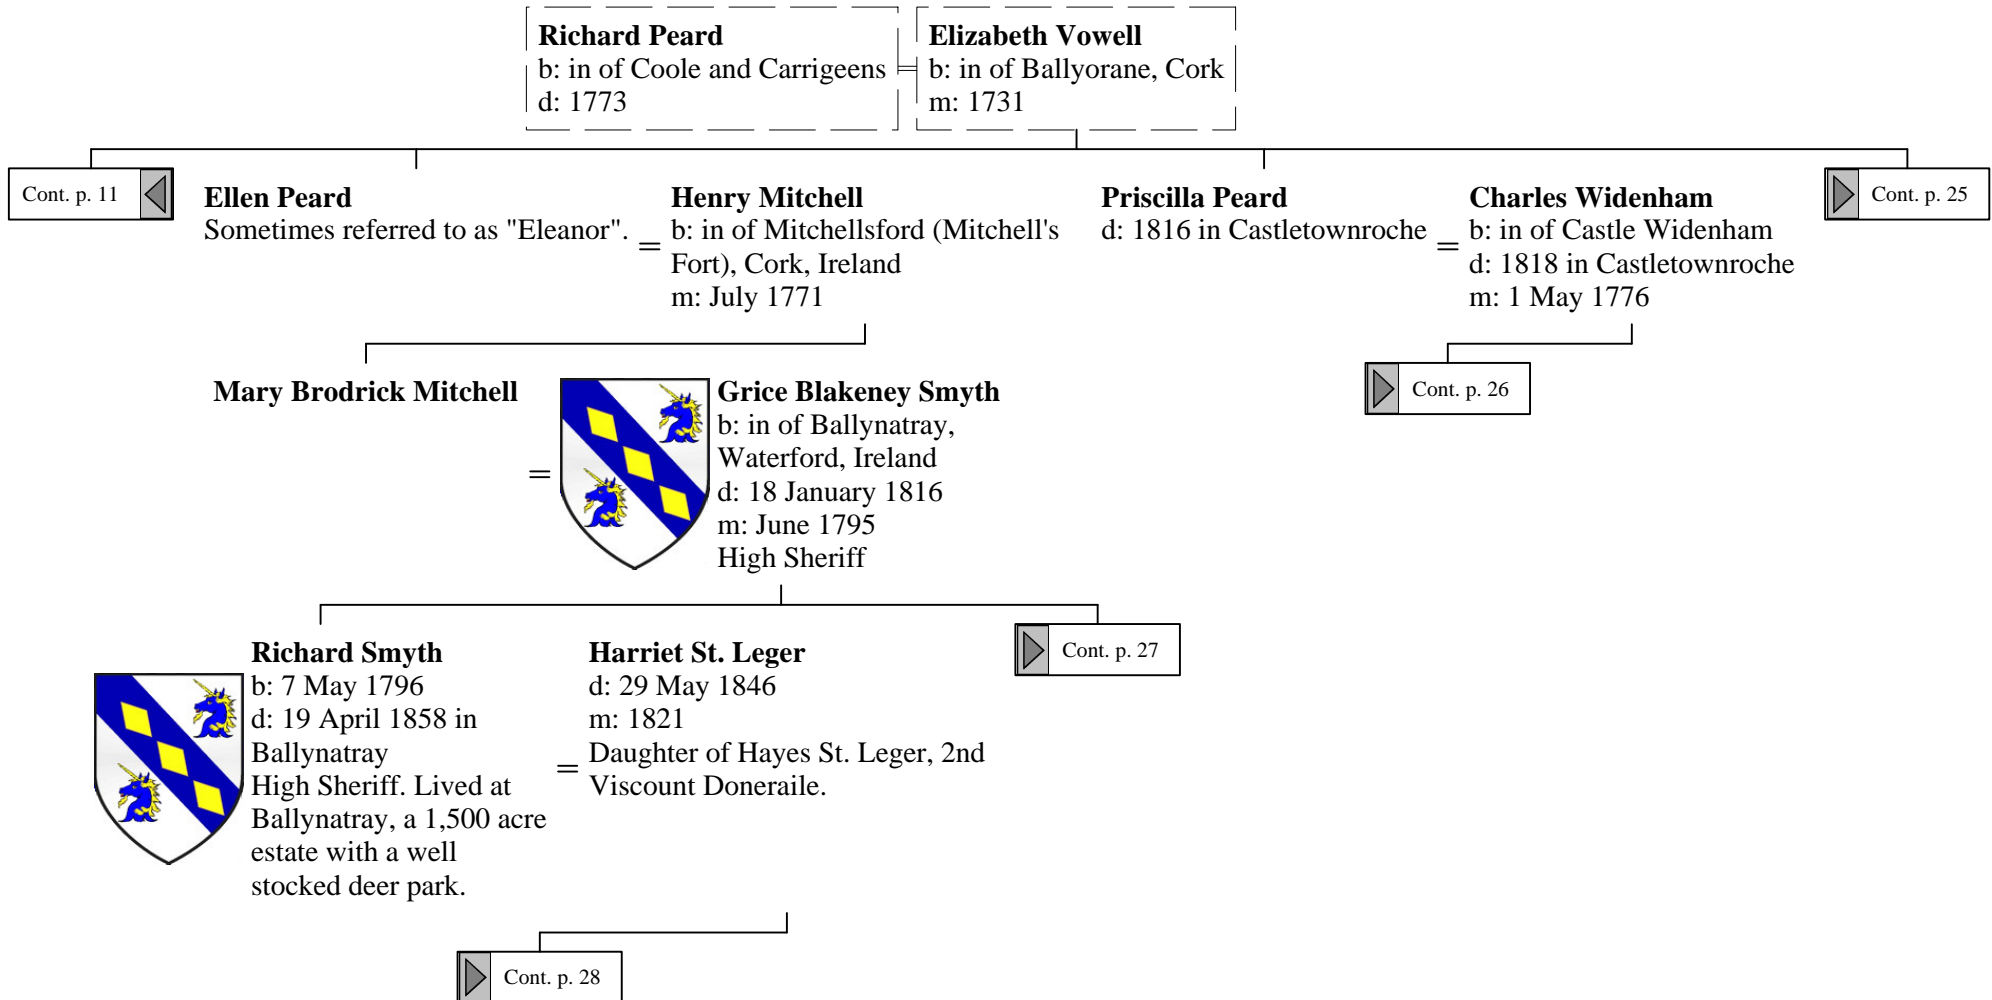 Richard Peard
b: in of Coole and Carrigeens
d: 1773
Elizabeth Vowell
b: in of Ballyorane, Cork
m: 1731
Cont. p. 11
Ellen Peard
Sometimes referred to as "Eleanor".
=
Henry Mitchell
b: in of Mitchellsford (Mitchell's
Fort), Cork, Ireland
m: July 1771
Priscilla Peard
d: 1816 in Castletownroche
=
Charles Widenham
b: in of Castle Widenham
d: 1818 in Castletownroche
m: 1 May 1776
Cont. p. 25
Mary Brodrick Mitchell
=
Grice Blakeney Smyth
b: in of Ballynatray,
Waterford, Ireland
d: 18 January 1816
m: June 1795
High Sheriff
Cont. p. 26
Richard Smyth
b: 7 May 1796
d: 19 April 1858 in
Ballynatray
High Sheriff. Lived at
Ballynatray, a 1,500 acre
estate with a well
stocked deer park.
=
Harriet St. Leger
d: 29 May 1846
m: 1821
Daughter of Hayes St. Leger, 2nd
Viscount Doneraile.
Cont. p. 27
Cont. p. 28